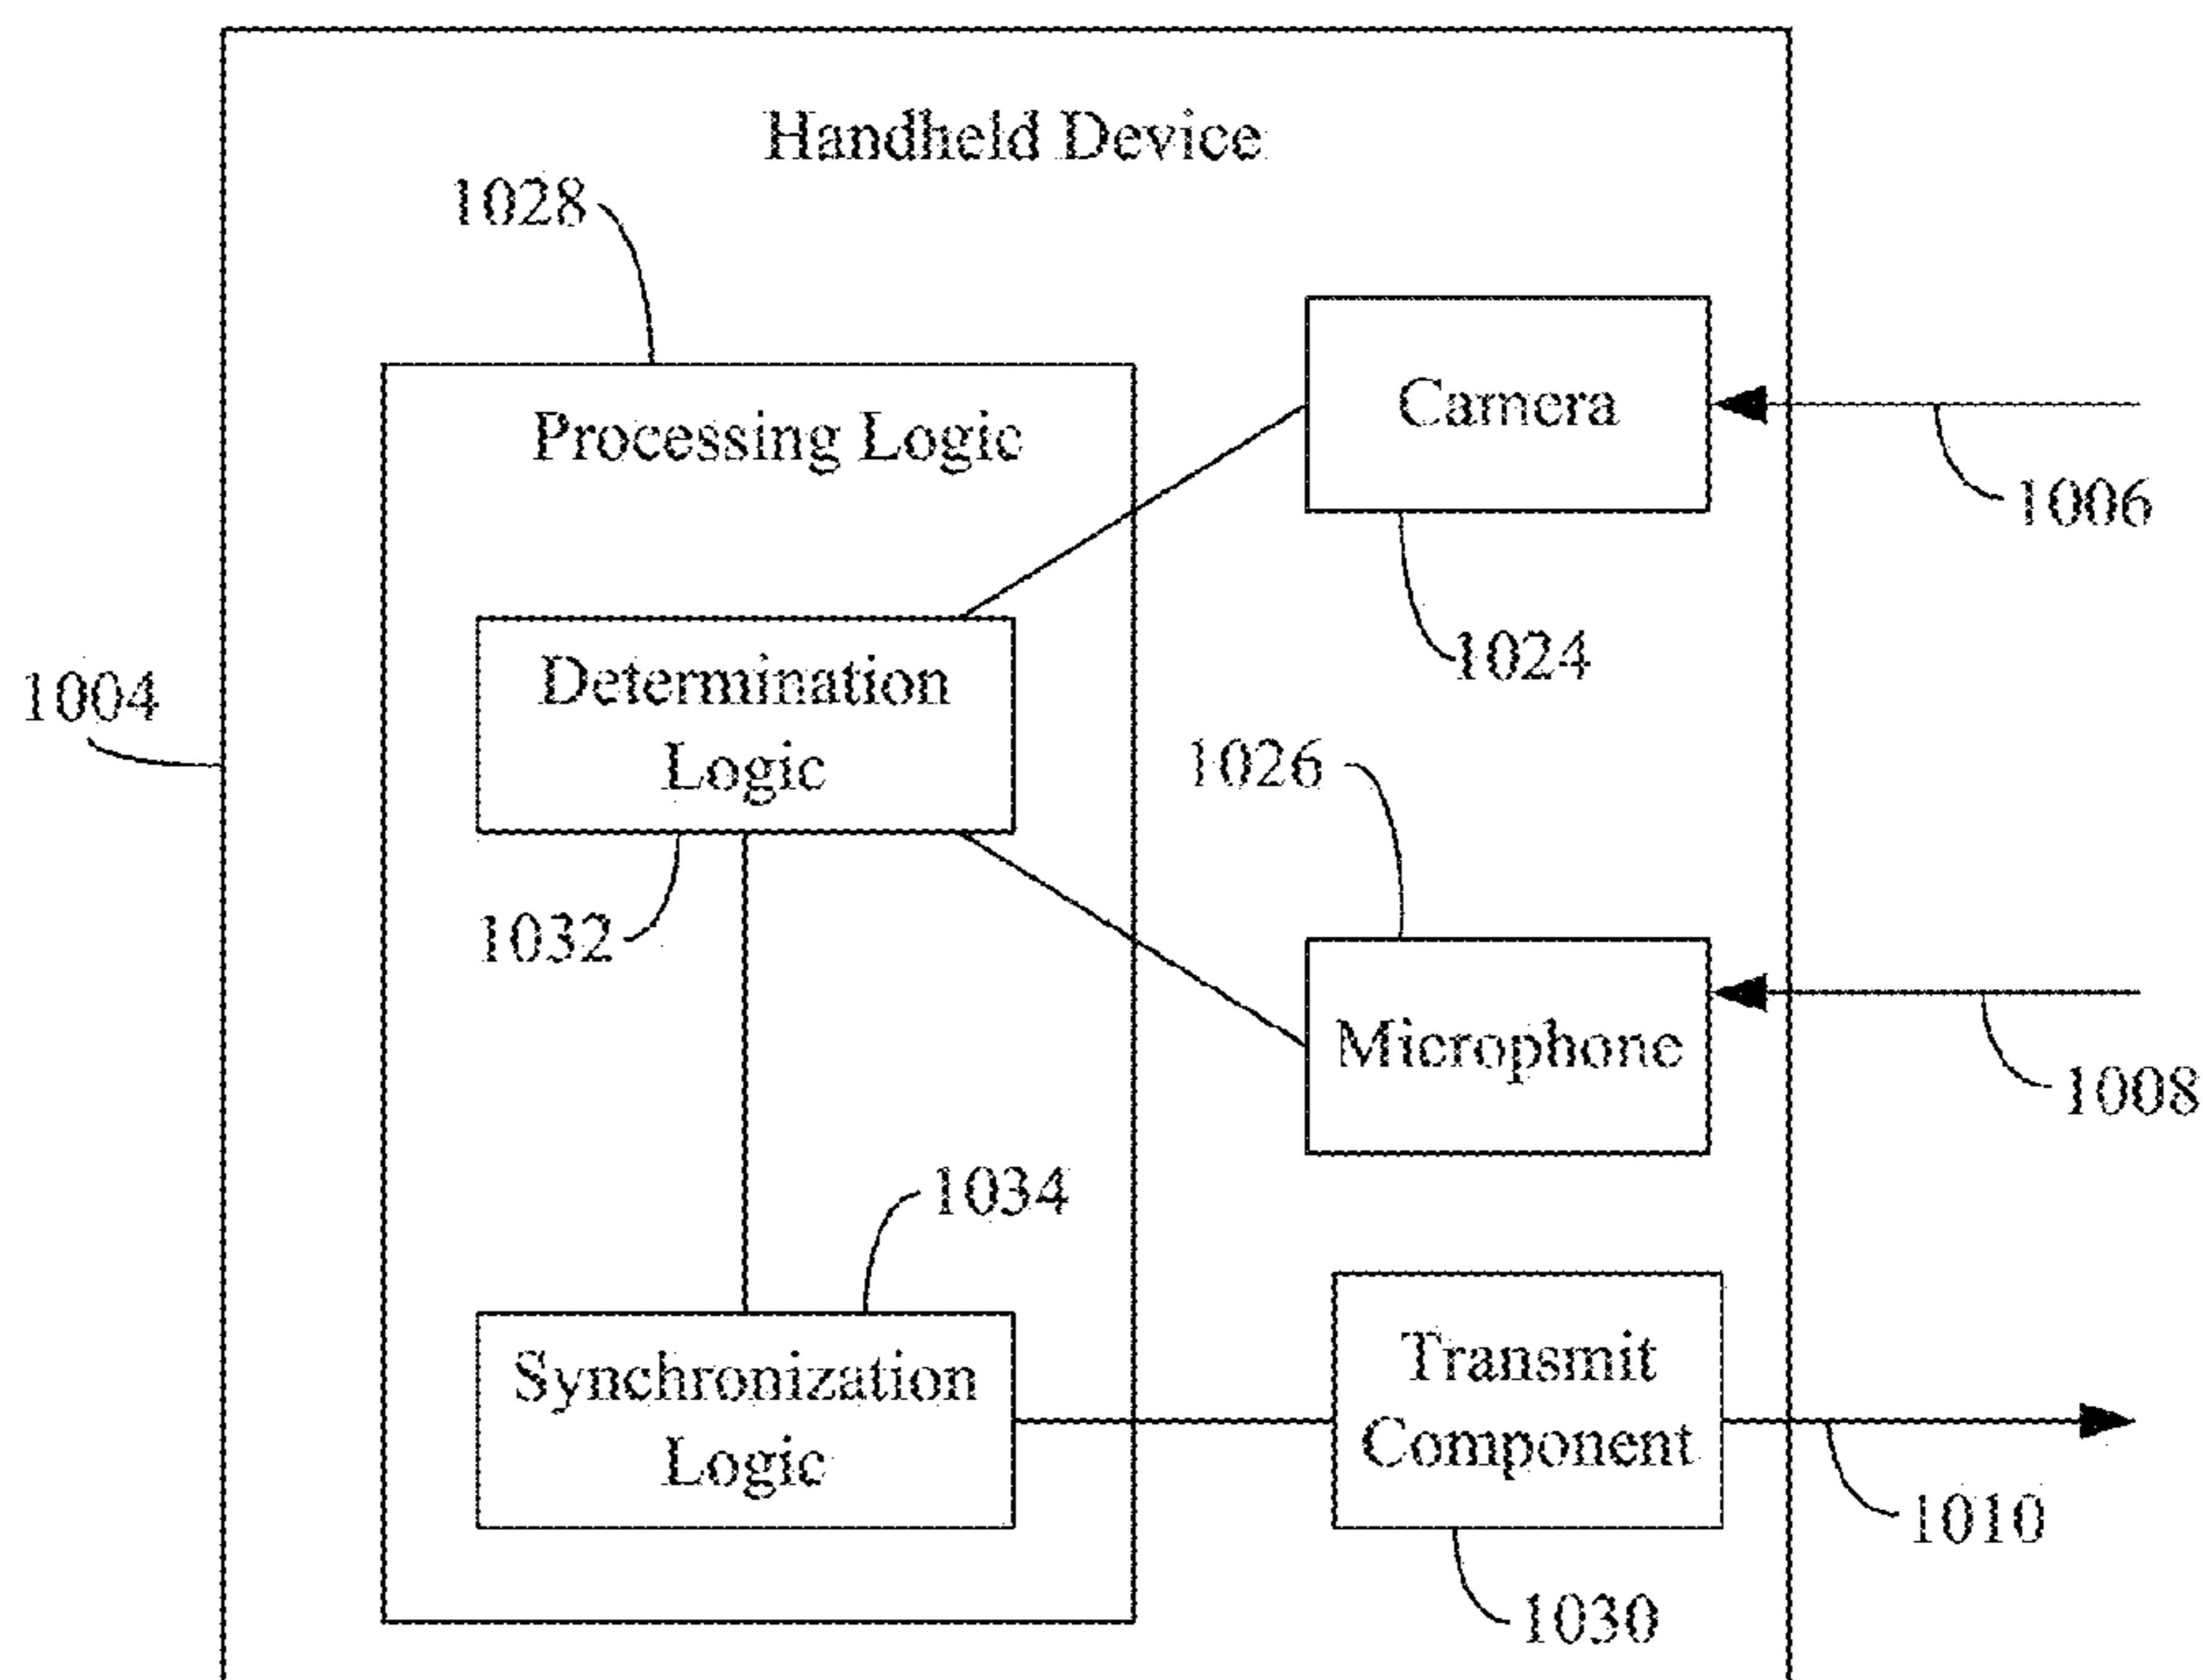 Handheld Device
1028
Processing Logic
Camera
1006
1024
Determination
Logic
1004
1026
1032
Microphone
1008
1034
Synchronization
Logic
Transmit
Component
1010
1030